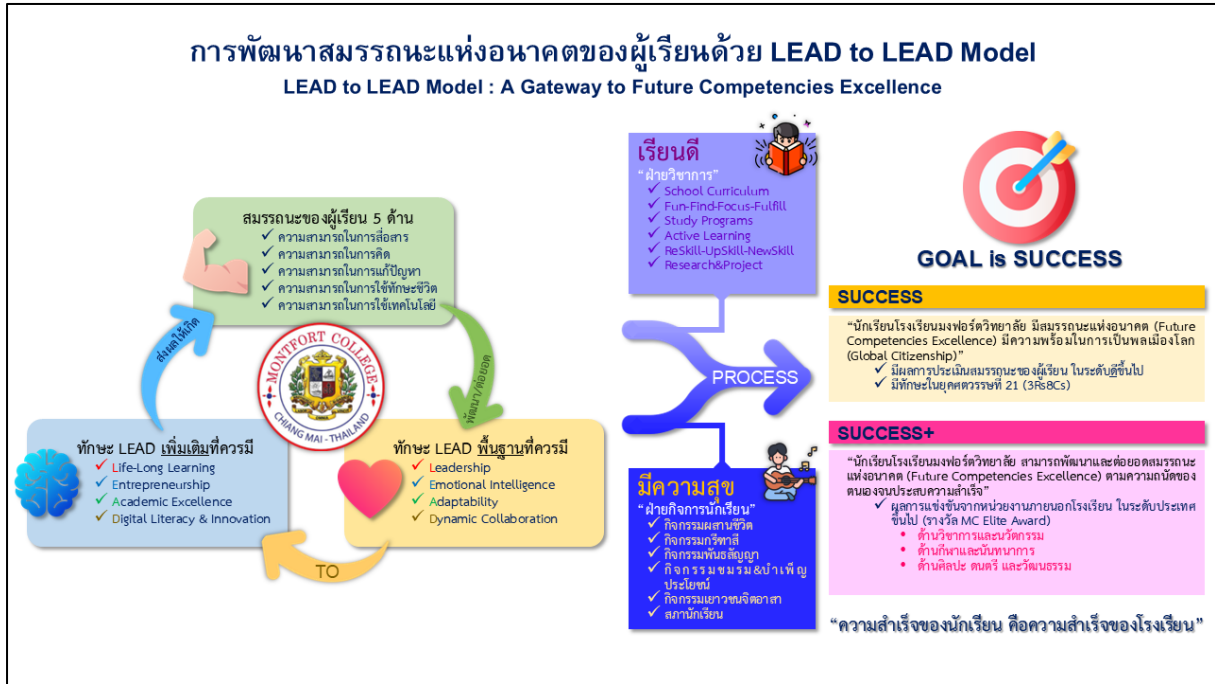 การพัฒนาสมรรถนะแห่งอนาคตของผู้เรียนด้วย LEAD to LEAD Model
LEAD to LEAD Model : A Gateway to Future Competencies Excellence
สมรรถนะของผู้เรียน 5 ด้าน
✓ ความสามารถในการสื่อสาร
✓ ความสามารถในการคิด
✓ ความสามารถในการแก้ปัญหา
✓ ความสามารถในการใช้ทักษะชีวิต
✓ ความสามารถในการใช้เทคโนโลยี
ส่งผลให้เกิด
พัฒนา/ต่อยอด
MONTFORT COLLEGE
CHIANG MAI - THAILAND
ทักษะ LEAD เพิ่มเติมที่ควรมี
✓ Life-Long Learning
✓ Entrepreneurship
✓ Academic Excellence
✓ Digital Literacy & Innovation
TO
ทักษะ LEAD พื้นฐานที่ควรมี
✓ Leadership
✓ Emotional Intelligence
✓ Adaptability
✓ Dynamic Collaboration
เรียนดี
“ฝ่ายวิชาการ”
✓ School Curriculum
✓ Fun-Find-Focus-Fulfill
✓ Study Programs
✓ Active Learning
✓ ReSkill-UpSkill-NewSkill
✓ Research&Project
PROCESS
มีความสุข
“ฝ่ายกิจการนักเรียน”
✓ กิจกรรมผสานชีวิต
✓ กิจกรรมกรีฑาสี
✓ กิจกรรมพันธสัญญา
✓ กิจกรรมชมรม&บำเพ็ญ
ประโยชน์
✓ กิจกรรมเยาวชนจิตอาสา
✓ สภานักเรียน
GOAL is SUCCESS
SUCCESS
“นักเรียนโรงเรียนมงฟอร์ตวิทยาลัย มีสมรรถนะแห่งอนาคต (Future
Competencies Excellence) มีความพร้อมในการเป็นพลเมืองโลก
(Global Citizenship)”
✓ มีผลการประเมินสมรรถนะของผู้เรียน ในระดับดีขึ้นไป
✓ มีทักษะในยุคศตวรรษที่ 21 (3Rs8Cs)
SUCCESS+
“นักเรียนโรงเรียนมงฟอร์ตวิทยาลัย สามารถพัฒนาและต่อยอดสมรรถนะ
แห่งอนาคต (Future Competencies Excellence) ตามความถนัดของ
ตนเองจนประสบความสำเร็จ”
✓ ผลการแข่งขันจากหน่วยงานภายนอกโรงเรียน ในระดับประเทศ
ขึ้นไป (รางวัล MC Elite Award)
• ด้านวิชาการและนวัตกรรม
• ด้านกีฬาและนันทนาการ
• ด้านศิลปะ ดนตรี และวัฒนธรรม
“ความสำเร็จของนักเรียน คือความสำเร็จของโรงเรียน”